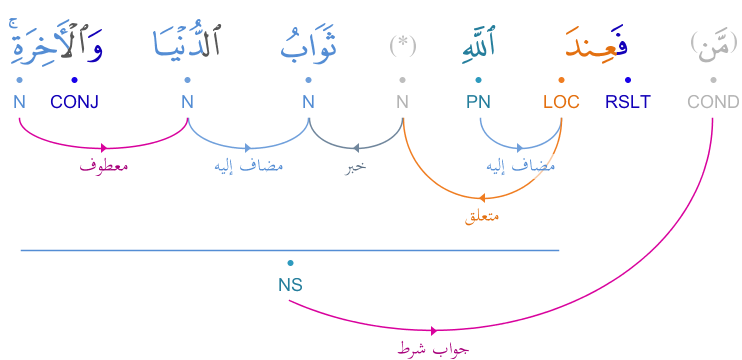 (مَّن) فَعِندَ ٱللَّهِ (*) ثَوَابُ ٱلدُّنْيَا وَٱلْـَٔاخِرَةِ ۚ
COND RSLT LOC PN N N N CONJ N
مضاف إليه خبر مضاف إليه معطوف
متعلق
NS
جواب شرط